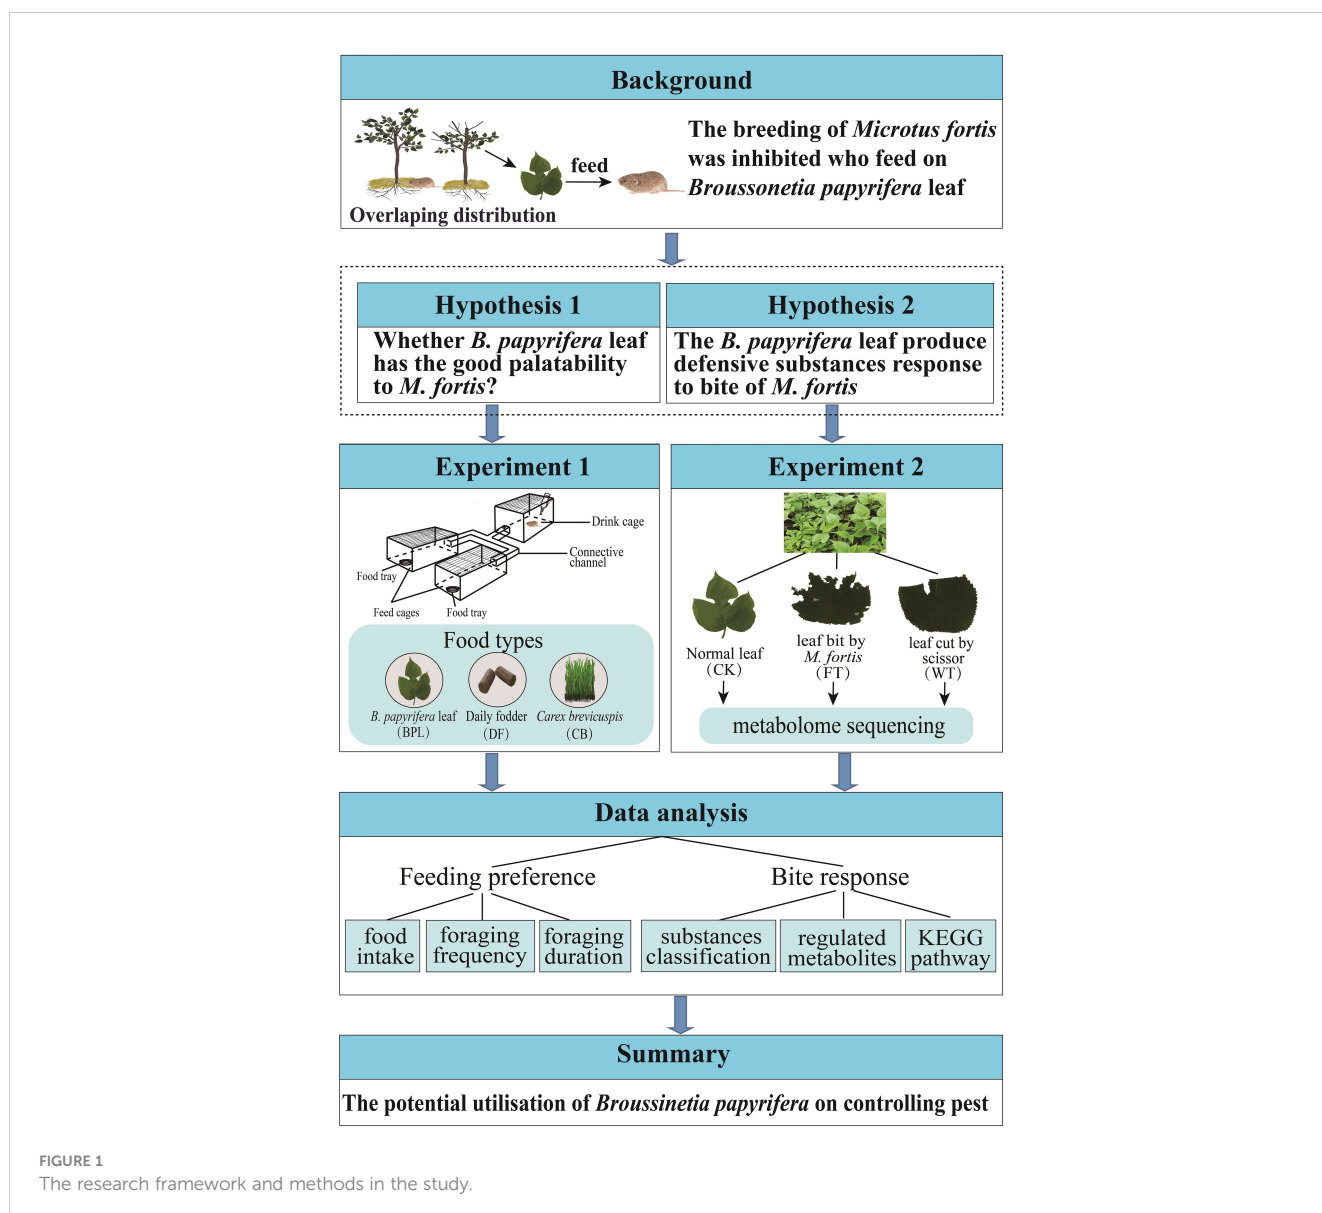 Background
The breeding of Microtus fortis
was inhibited who feed on
Broussonetia papyrifera leaf
feed
Overlaping distribution
Hypothesis 1
Whether B. papyrifera leaf
has the good palatability
to M. fortis?
Hypothesis 2
The B. papyrifera leaf produce
defensive substances response
to bite of M. fortis
Experiment 1
Drink cage
Connective
channel
Food tray
Feed cages
Food tray
Food types
B. papyrifera leaf
(BPL)
Daily fodder
(DF)
Carex brevicuspis
(CB)
Experiment 2
Normal leaf
(CK)
leaf bit by
M. fortis
(FT)
leaf cut by
scissor
(WT)
metabolome sequencing
Data analysis
Feeding preference
food
intake
foraging
frequency
foraging
duration
Bite response
substances
classification
regulated
metabolites
KEGG
pathway
Summary
The potential utilisation of Broussinetia papyrifera on controlling pest
FIGURE 1
The research framework and methods in the study.